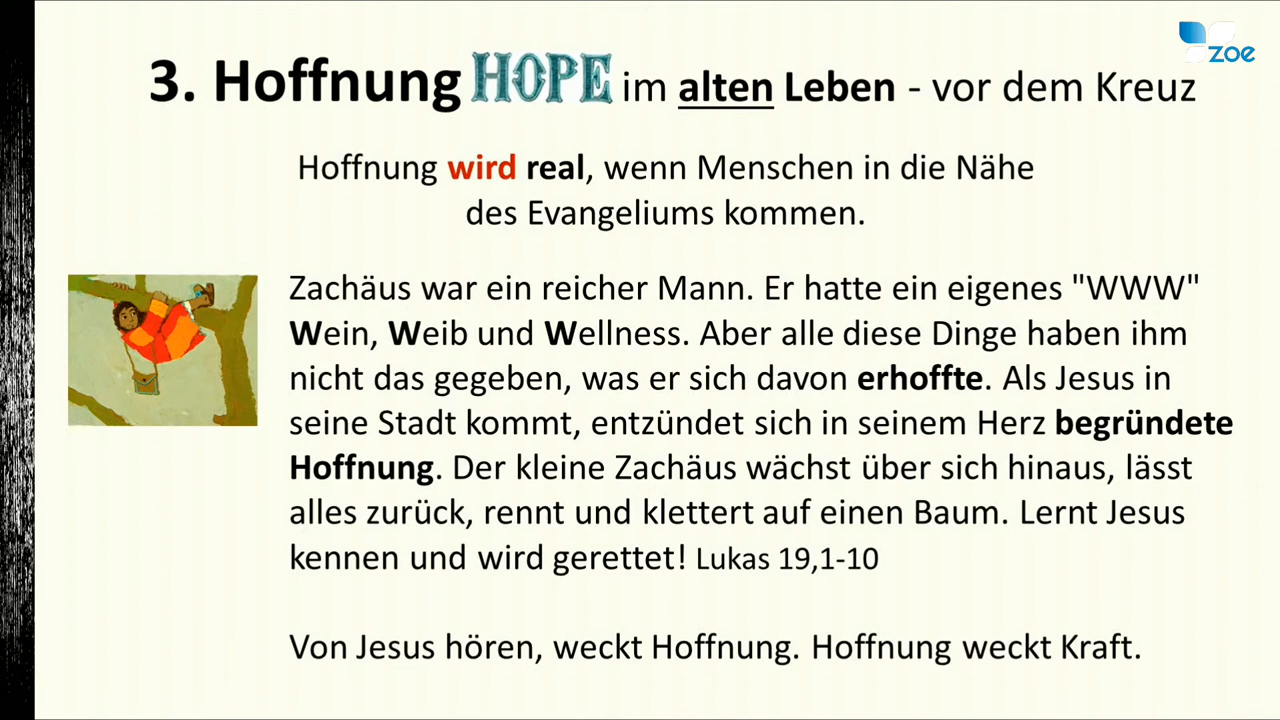 zoe
3. Hoffnung HOPE im alten Leben - vor dem Kreuz
Hoffnung wird real, wenn Menschen in die Nähe
des Evangeliums kommen.
Zachäus war ein reicher Mann. Er hatte ein eigenes "WWW"
Wein, Weib und Wellness. Aber alle diese Dinge haben ihm
nicht das gegeben, was er sich davon erhoffte. Als Jesus in
seine Stadt kommt, entzündet sich in seinem Herz begründete
Hoffnung. Der kleine Zachäus wächst über sich hinaus, lässt
alles zurück, rennt und klettert auf einen Baum. Lernt Jesus
kennen und wird gerettet! Lukas 19,1-10
Von Jesus hören, weckt Hoffnung. Hoffnung weckt Kraft.